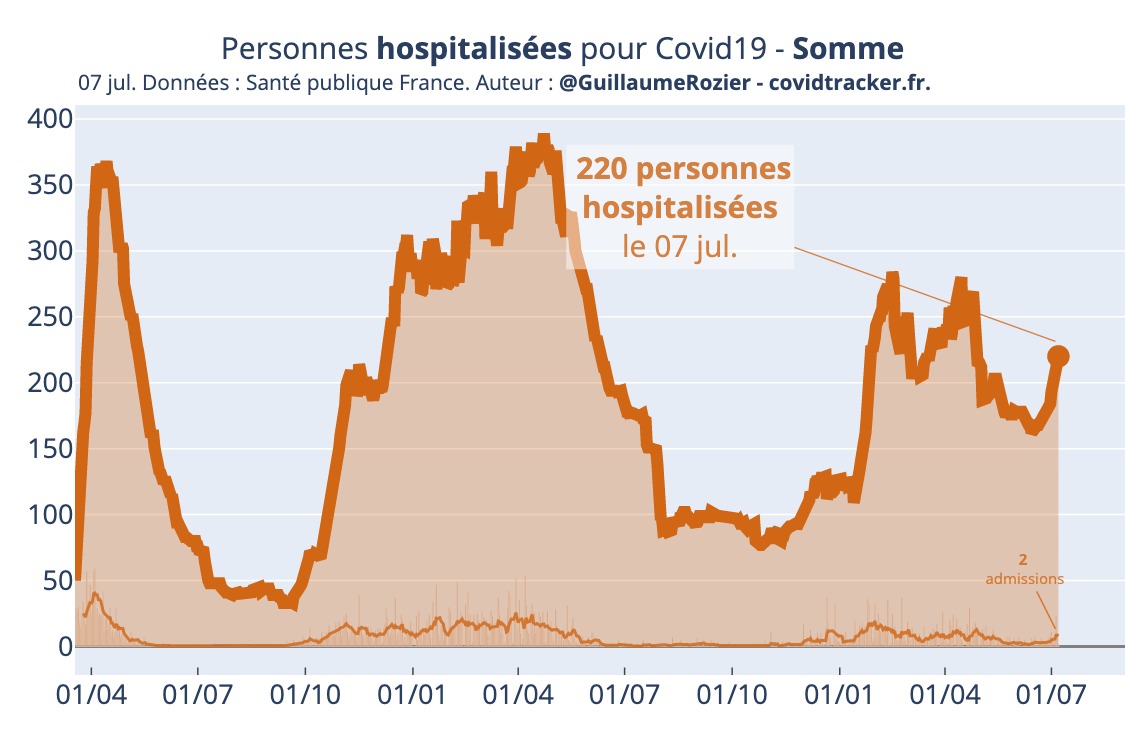 Personnes hospitalisées pour Covid19 - Somme
07 jul. Données : Santé publique France. Auteur : @GuillaumeRozier - covidtracker.fr.
400
350
300
250
200
150
100
50
0
220 personnes
hospitalisées
le 07 jul.
2
admissions
01/04 01/07 01/10 01/01 01/04 01/07 01/10 01/01 01/04 01/07